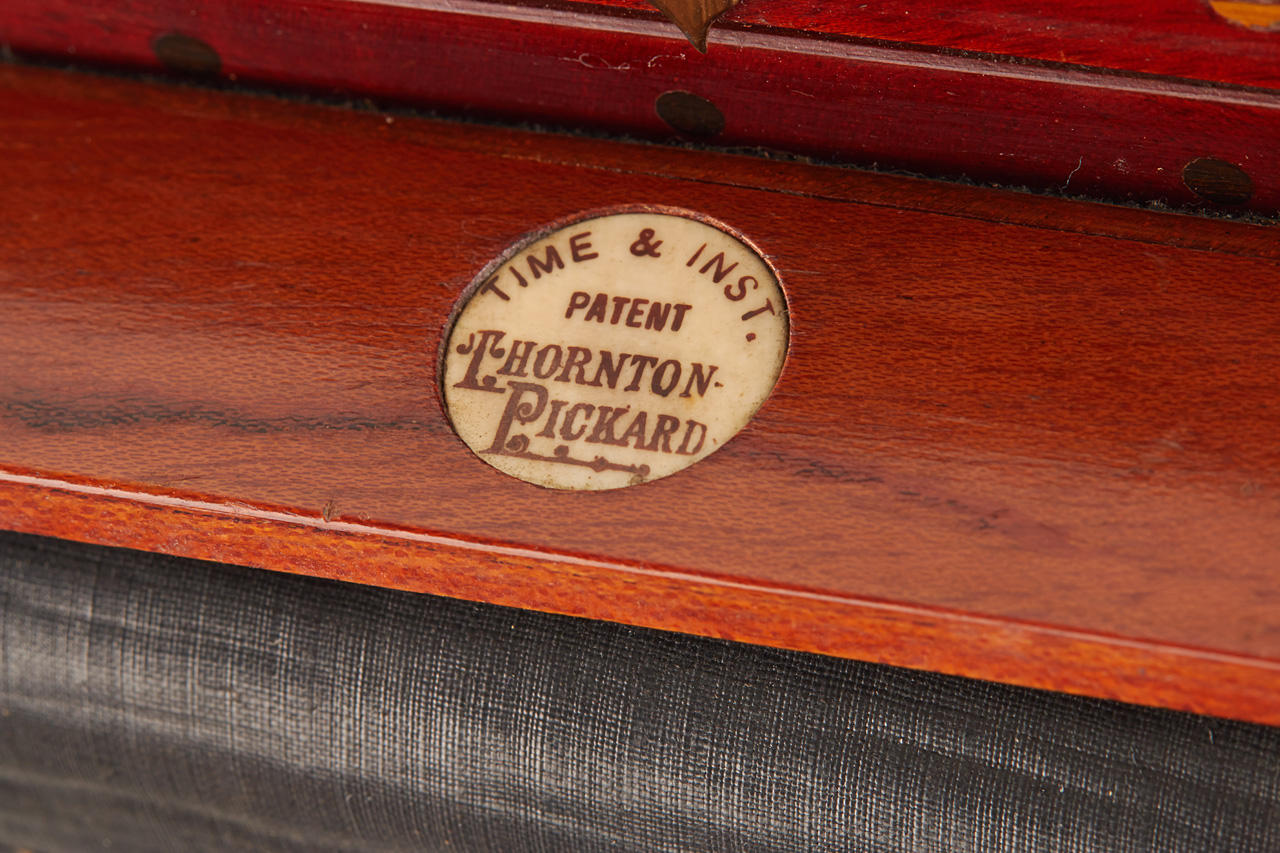 TIME & INST.
PATENT
THORNTON-
PICKARD